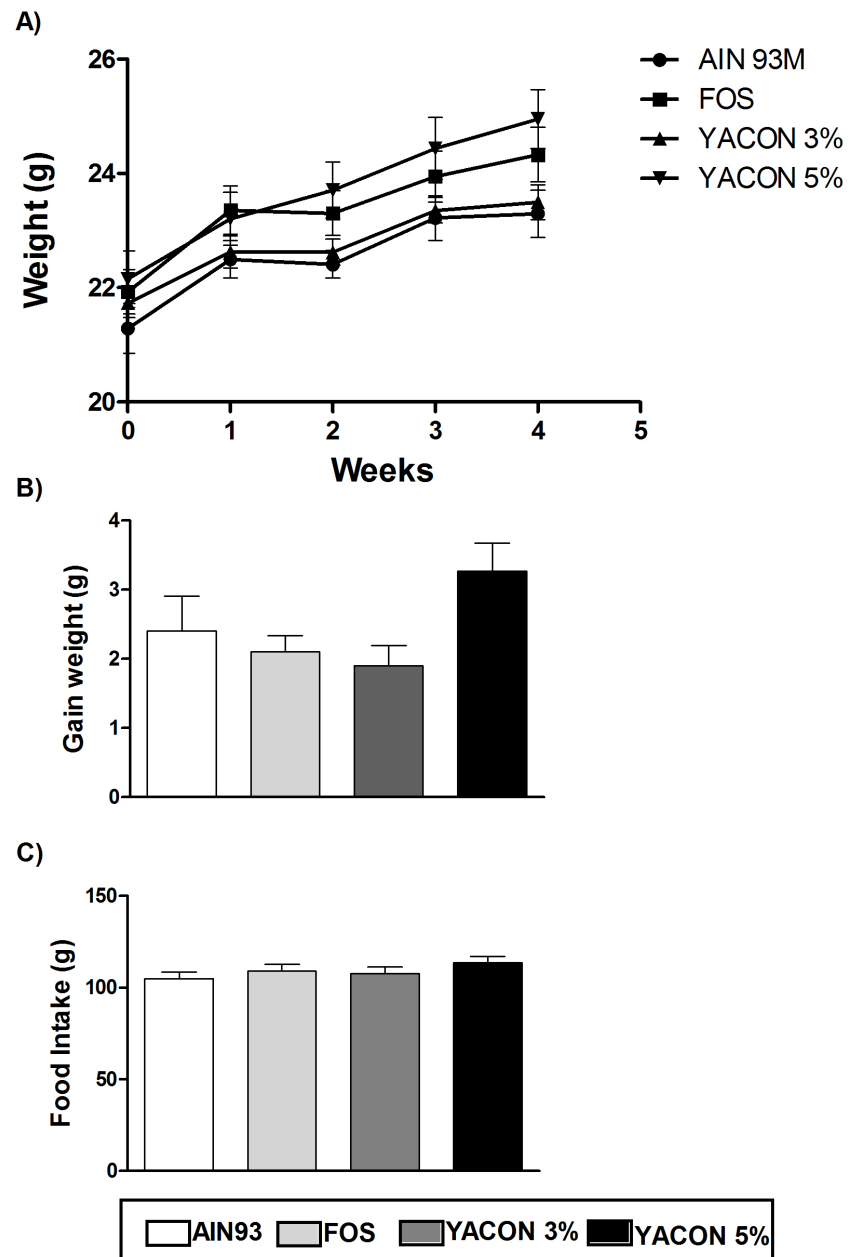 A)
26
24
22
20
Weight (g)
0 1 2 3 4 5
Weeks
AIN 93M
FOS
YACON 3%
YACON 5%
B)
4
3
2
1
0
Gain weight (g)
C)
150
100
50
0
Food Intake (g)
AIN93 FOS YACON 3% YACON 5%